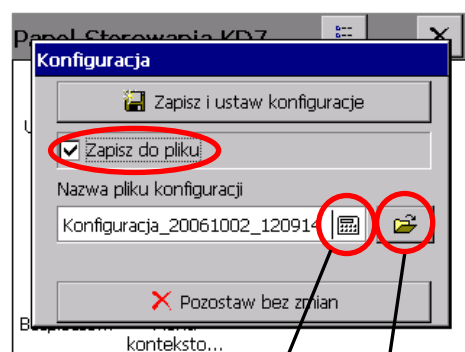 Panel Sterowania KD7
Konfiguracja
Zapisz i ustaw konfiguracje
Zapisz do pliku
Nazwa pliku konfiguracji
Konfiguracja_20061002_120914
Pozostaw bez zmian
konteksto...